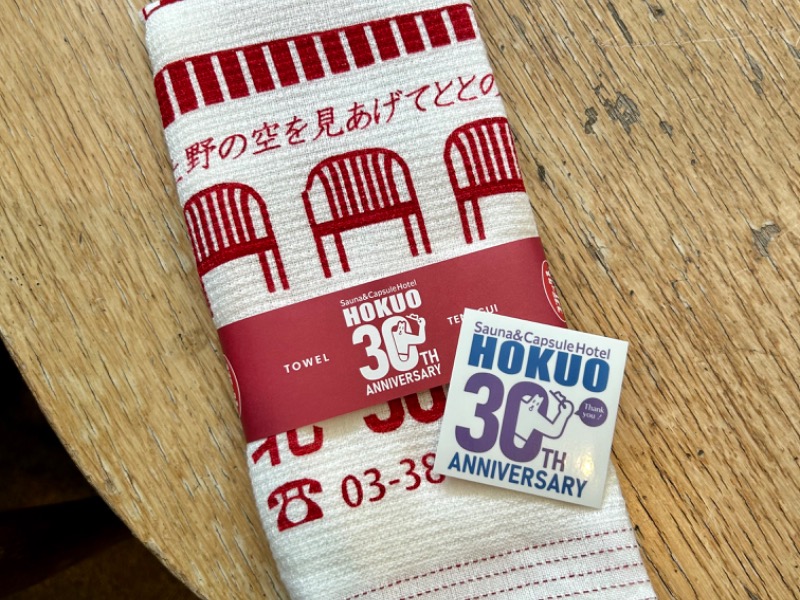 野の空を見あげてととの
Sauna&Capsule Hotel
HOKUO
30TH
ANNIVERSARY
TOWEL
03-38
Sauna&Capsule Hotel
HOKUO
30TH
Thank you!
ANNIVERSARY